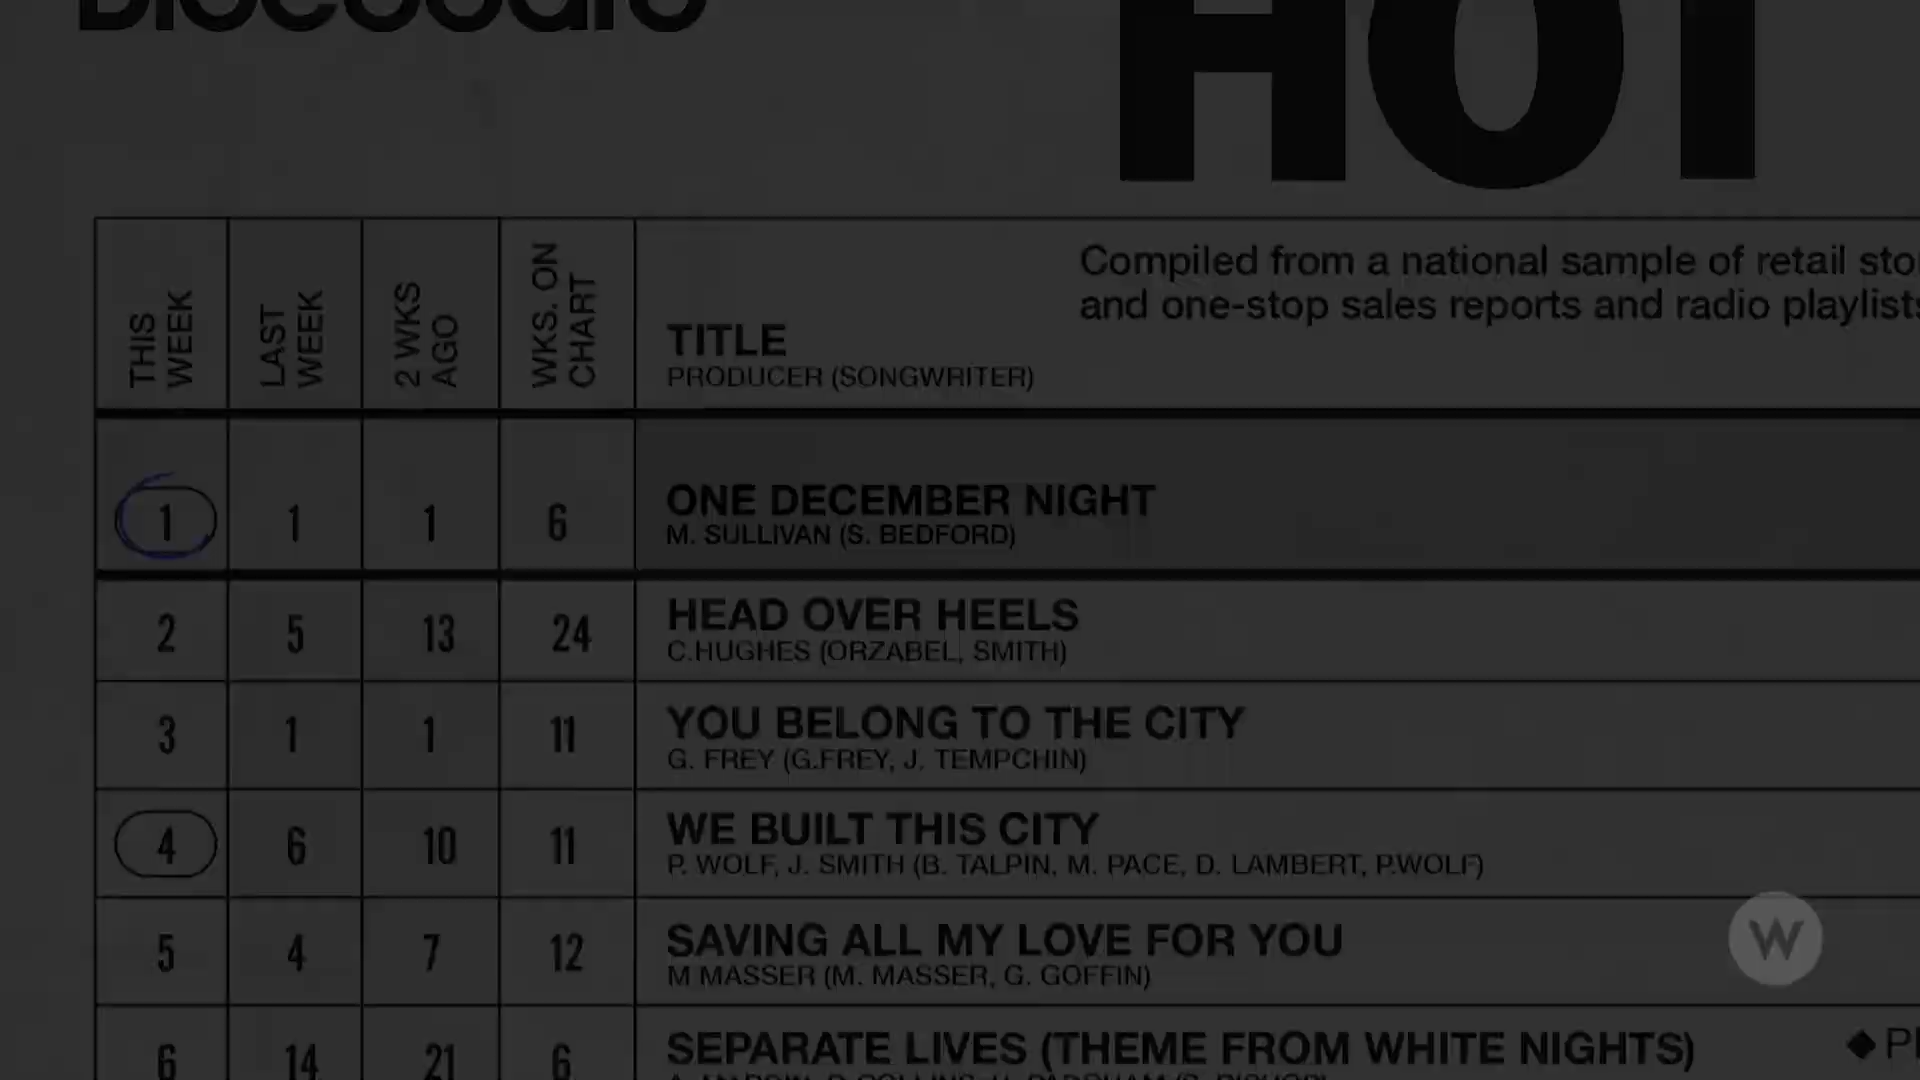 HOT
THIS WEEK
LAST WEEK
2 WKS AGO
WKS. ON CHART
TITLE
PRODUCER (SONGWRITER)
Compiled from a national sample of retail
and one-stop sales reports and radio playlists
1 1 1 6 ONE DECEMBER NIGHT
M. SULLIVAN (S. BEDFORD)
2 5 13 24 HEAD OVER HEELS
C.HUGHES (ORZABEL, SMITH)
3 1 1 11 YOU BELONG TO THE CITY
G. FREY (G.FREY, J. TEMPCHIN)
4 6 10 11 WE BUILT THIS CITY
P. WOLF, J. SMITH (B. TALPIN, M. PACE, D. LAMBERT, P.WOLF)
5 4 7 12 SAVING ALL MY LOVE FOR YOU
M MASSER (M. MASSER, G. GOFFIN)
6 14 21 6 SEPARATE LIVES (THEME FROM WHITE NIGHTS)
W